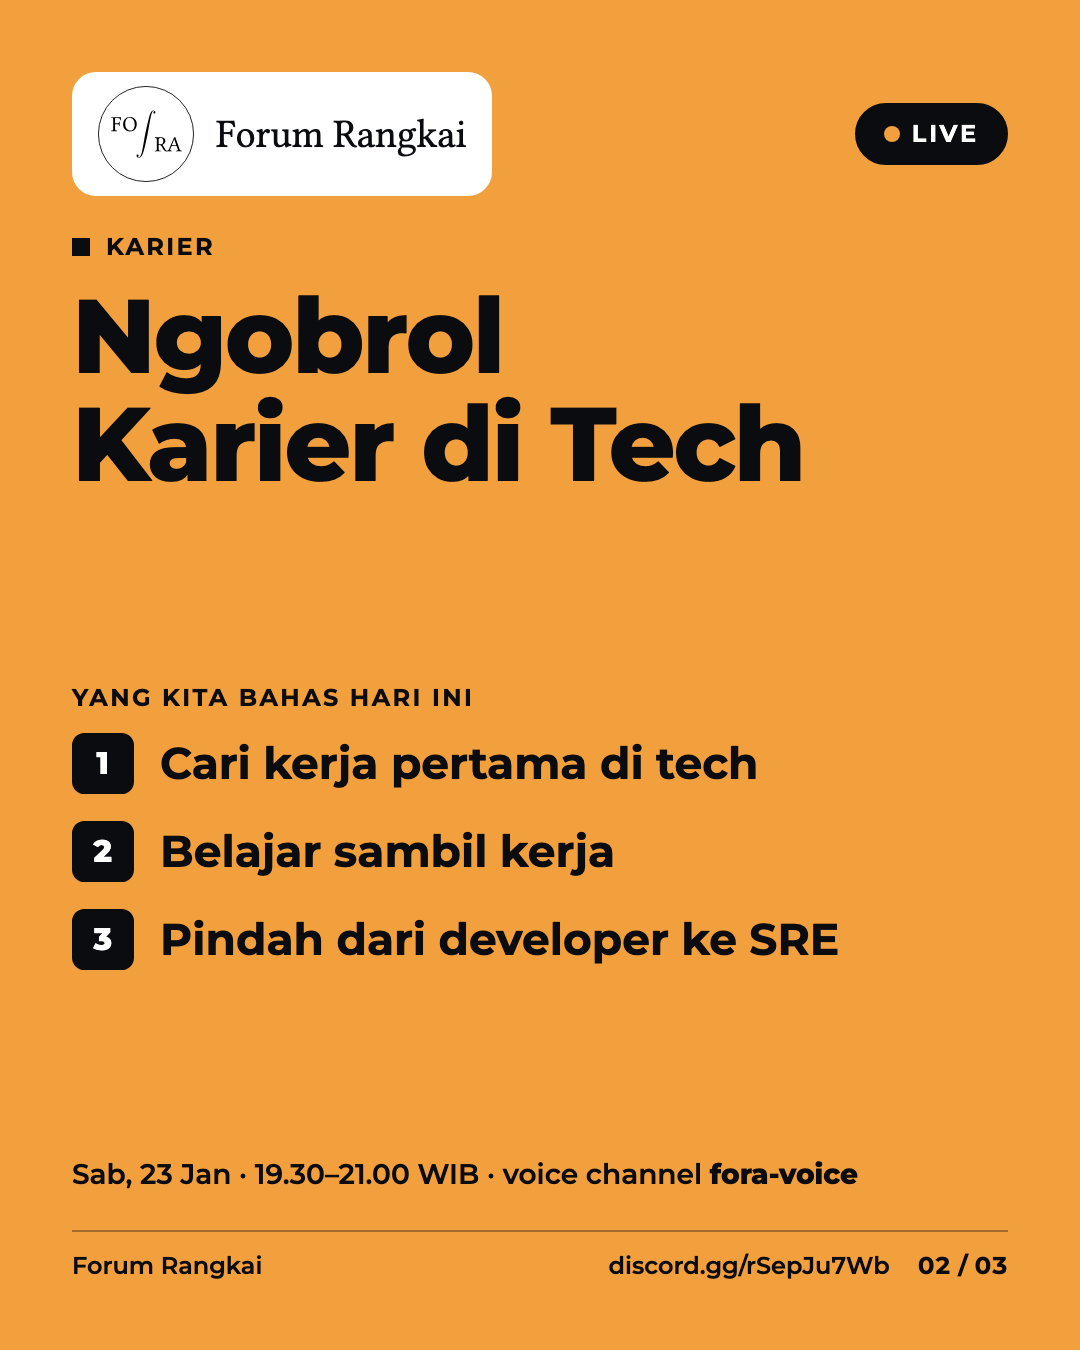 FO
RA
Forum Rangkai
LIVE
KARIER
Ngobrol
Karier di Tech
YANG KITA BAHAS HARI INI
1 Cari kerja pertama di tech
2 Belajar sambil kerja
3 Pindah dari developer ke SRE
Sab, 23 Jan · 19.30–21.00 WIB · voice channel fora-voice
Forum Rangkai
discord.gg/rSepJu7Wb 02 / 03